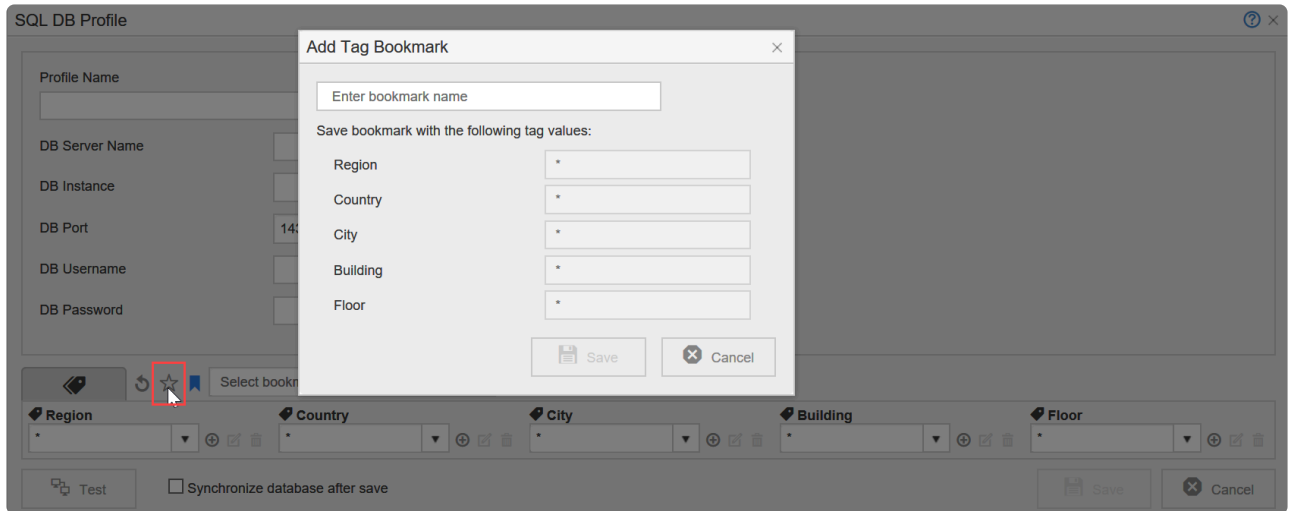 SQL DB Profile
Add Tag Bookmark
Profile Name
Enter bookmark name
Save bookmark with the following tag values:
DB Server Name
Region *
DB Instance
Country *
DB Port
City *
DB Username
Building *
DB Password
Floor *
Save Cancel
Region Country City Building Floor
* * * * *
Test Synchronize database after save Save Cancel